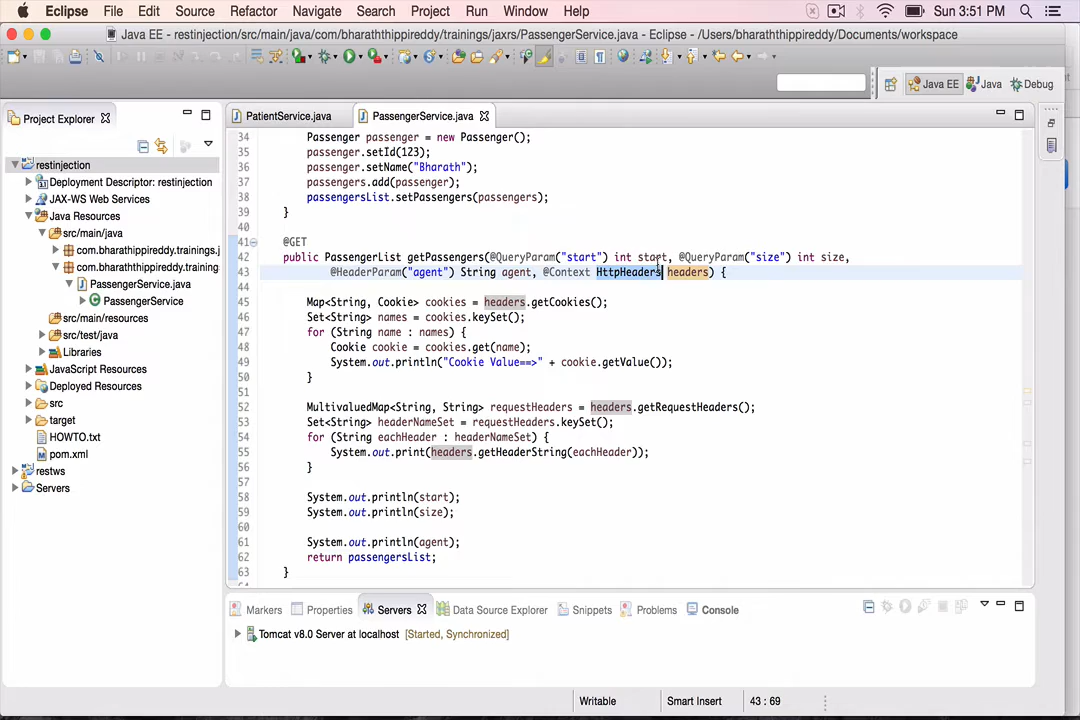 Eclipse File Edit Source Refactor Navigate Search Project Run Window Help Sun 3:51 PM
Java EE - restinjection/src/main/java/com/bharaththippireddy/trainings/jaxrs/PassengerService.java - Eclipse - /Users/bharaththippireddy/Documents/workspace
Java EE Java Debug
Project Explorer
restinjection
Deployment Descriptor: restinjection
JAX-WS Web Services
Java Resources
src/main/java
com.bharaththippireddy.trainings.j
com.bharaththippireddy.training
PassengerService.java
PassengerService
src/main/resources
src/test/java
Libraries
JavaScript Resources
Deployed Resources
src
target
HOWTO.txt
pom.xml
restws
Servers
PatientService.java PassengerService.java
34 Passenger passenger = new Passenger();
35 passenger.setId(123);
36 passenger.setName("Bharath");
37 passengers.add(passenger);
38 passengersList.setPassengers(passengers);
39 }
40
41 @GET
42 public PassengerList getPassengers(@QueryParam("start") int start, @QueryParam("size") int size,
43 @HeaderParam("agent") String agent, @Context HttpHeaders headers) {
44
45 Map<String, Cookie> cookies = headers.getCookies();
46 Set<String> names = cookies.keySet();
47 for (String name : names) {
48 Cookie cookie = cookies.get(name);
49 System.out.println("Cookie Value==>" + cookie.getValue());
50 }
51
52 MultivaluedMap<String, String> requestHeaders = headers.getRequestHeaders();
53 Set<String> headerNameSet = requestHeaders.keySet();
54 for (String eachHeader : headerNameSet) {
55 System.out.print(headers.getHeaderString(eachHeader));
56 }
57
58 System.out.println(start);
59 System.out.println(size);
60
61 System.out.println(agent);
62 return passengersList;
63 }
Markers Properties Servers Data Source Explorer Snippets Problems Console
Tomcat v8.0 Server at localhost [Started, Synchronized]
Writable Smart Insert 43 : 69